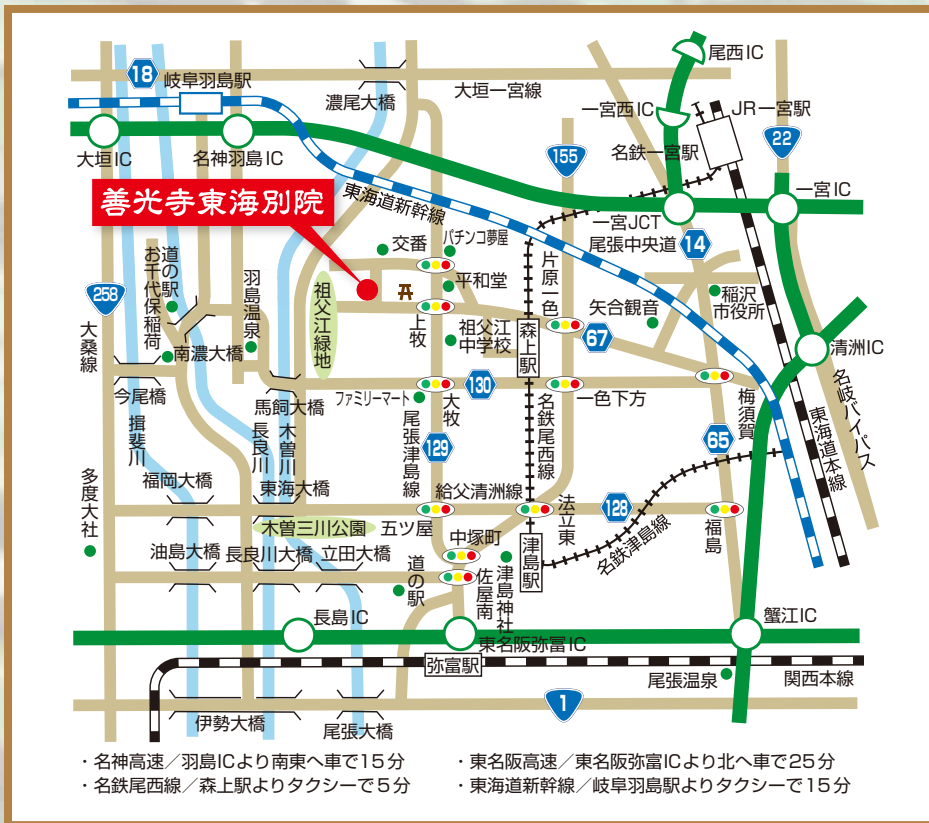 尾西IC
18
岐阜羽島駅
濃尾大橋
大垣一宮線
一宮西IC
JR一宮駅
大垣IC
名神羽島IC
155
名鉄一宮駅
22
善光寺東海別院
東海道新幹線
一宮IC
一宮JCT
尾張中央道
14
交番
パチンコ夢屋
片原一色
道の駅
お千代保稲荷
羽島温泉
祖父江緑地
平和堂
258
上牧
祖父江
中学校
森上駅
矢合観音
稲沢
市役所
67
大桑線
南濃大橋
清洲IC
今尾橋
馬飼大橋
ファミリーマート
130
大牧
一色下方
梅須賀
名岐バイパス
揖斐川
長良川
木曽川
尾張津島線
129
名鉄尾西線
65
東海道本線
多度大社
福岡大橋
東海大橋
給父清洲線
法立東
128
福島
木曽三川公園
五ツ屋
中塚町
名鉄津島線
油島大橋
長良川大橋
立田大橋
道の駅
佐屋南
津島神社
津島駅
長島IC
東名阪弥冨IC
蟹江IC
弥富駅
尾張温泉
関西本線
伊勢大橋
尾張大橋
1
・名神高速／羽島ICより南東へ車で15分
・東名阪高速／東名阪弥富ICより北へ車で25分
・名鉄尾西線／森上駅よりタクシーで5分
・東海道新幹線／岐阜羽島駅よりタクシーで15分